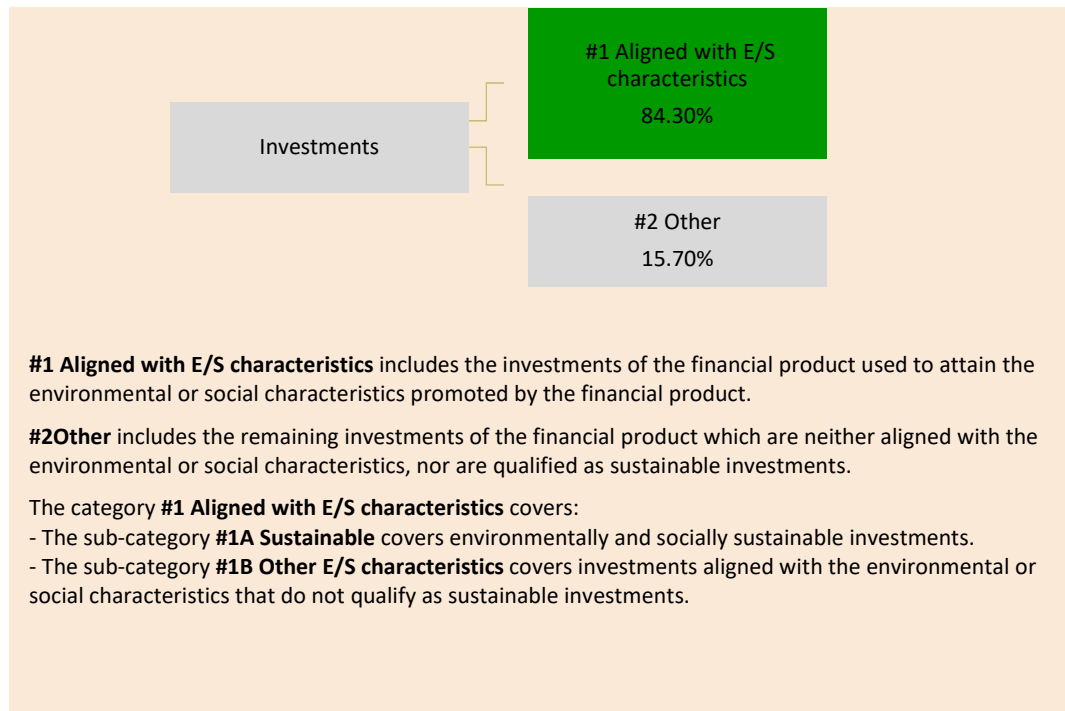 #1 Aligned with E/S
characteristics
84.30%
Investments
#2 Other
15.70%
#1 Aligned with E/S characteristics includes the investments of the financial product used to attain the
environmental or social characteristics promoted by the financial product.
#2Other includes the remaining investments of the financial product which are neither aligned with the
environmental or social characteristics, nor are qualified as sustainable investments.
The category #1 Aligned with E/S characteristics covers:
- The sub-category #1A Sustainable covers environmentally and socially sustainable investments.
- The sub-category #1B Other E/S characteristics covers investments aligned with the environmental or
social characteristics that do not qualify as sustainable investments.